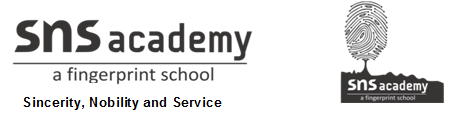 sns academy
a fingerprint school
Sincerity, Nobility and Service
sns academy
a fingerprint school